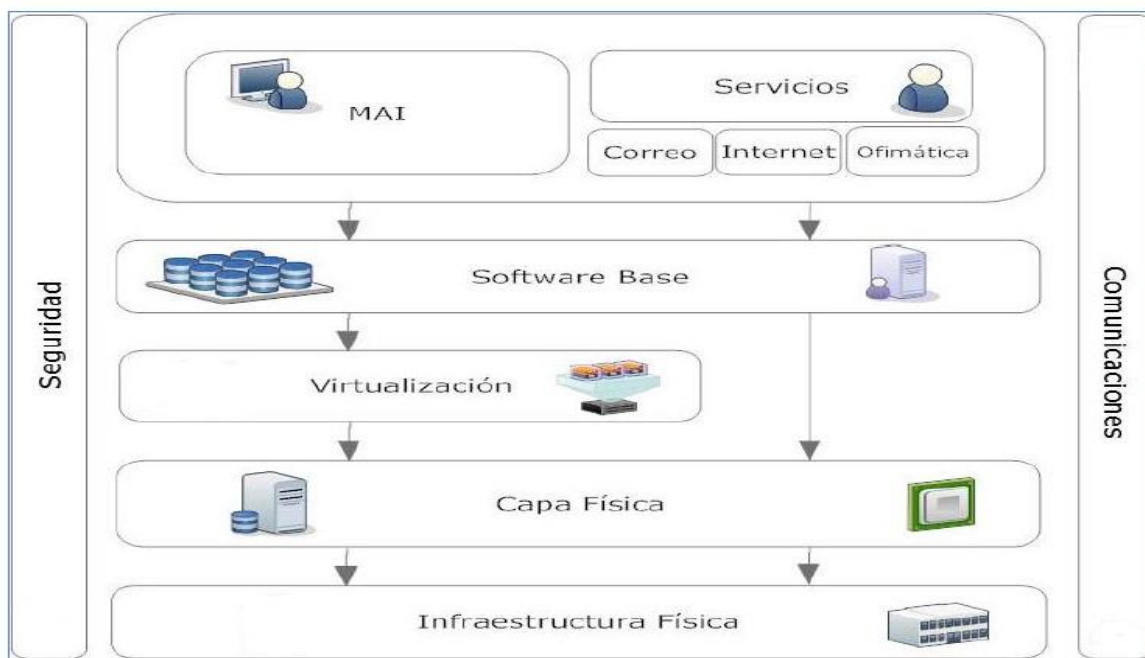 Seguridad
MAI
Servicios
Correo
Internet
Ofimática
Software Base
Virtualización
Capa Física
Infraestructura Física
Comunicaciones